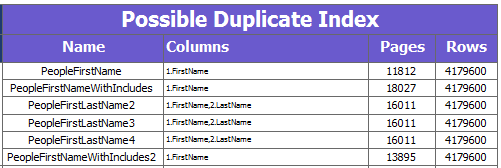 Possible Duplicate Index
Name Columns Pages Rows
PeopleFirstName 1.FirstName 11812 4179600
PeopleFirstNameWithIncludes 1.FirstName 18027 4179600
PeopleFirstLastName2 1.FirstName,2.LastName 16011 4179600
PeopleFirstLastName3 1.FirstName,2.LastName 16011 4179600
PeopleFirstLastName4 1.FirstName,2.LastName 16011 4179600
PeopleFirstNameWithIncludes2 1.FirstName 13895 4179600